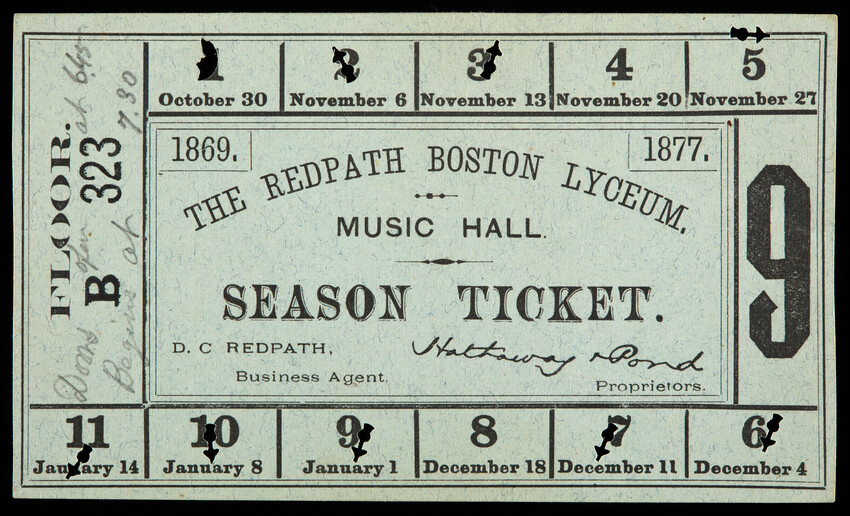 1 2 3 4 5
October 30 November 6 November 13 November 20 November 27
FLOOR.
B 323
Doors open at 6.45
Begins at 7.30
1869. 1877.
THE REDPATH BOSTON LYCEUM.
MUSIC HALL.
SEASON TICKET.
D. C REDPATH,
Business Agent.
Hathaway & Pond
Proprietors.
9
11 10 9 8 7 6
January 14 January 8 January 1 December 18 December 11 December 4